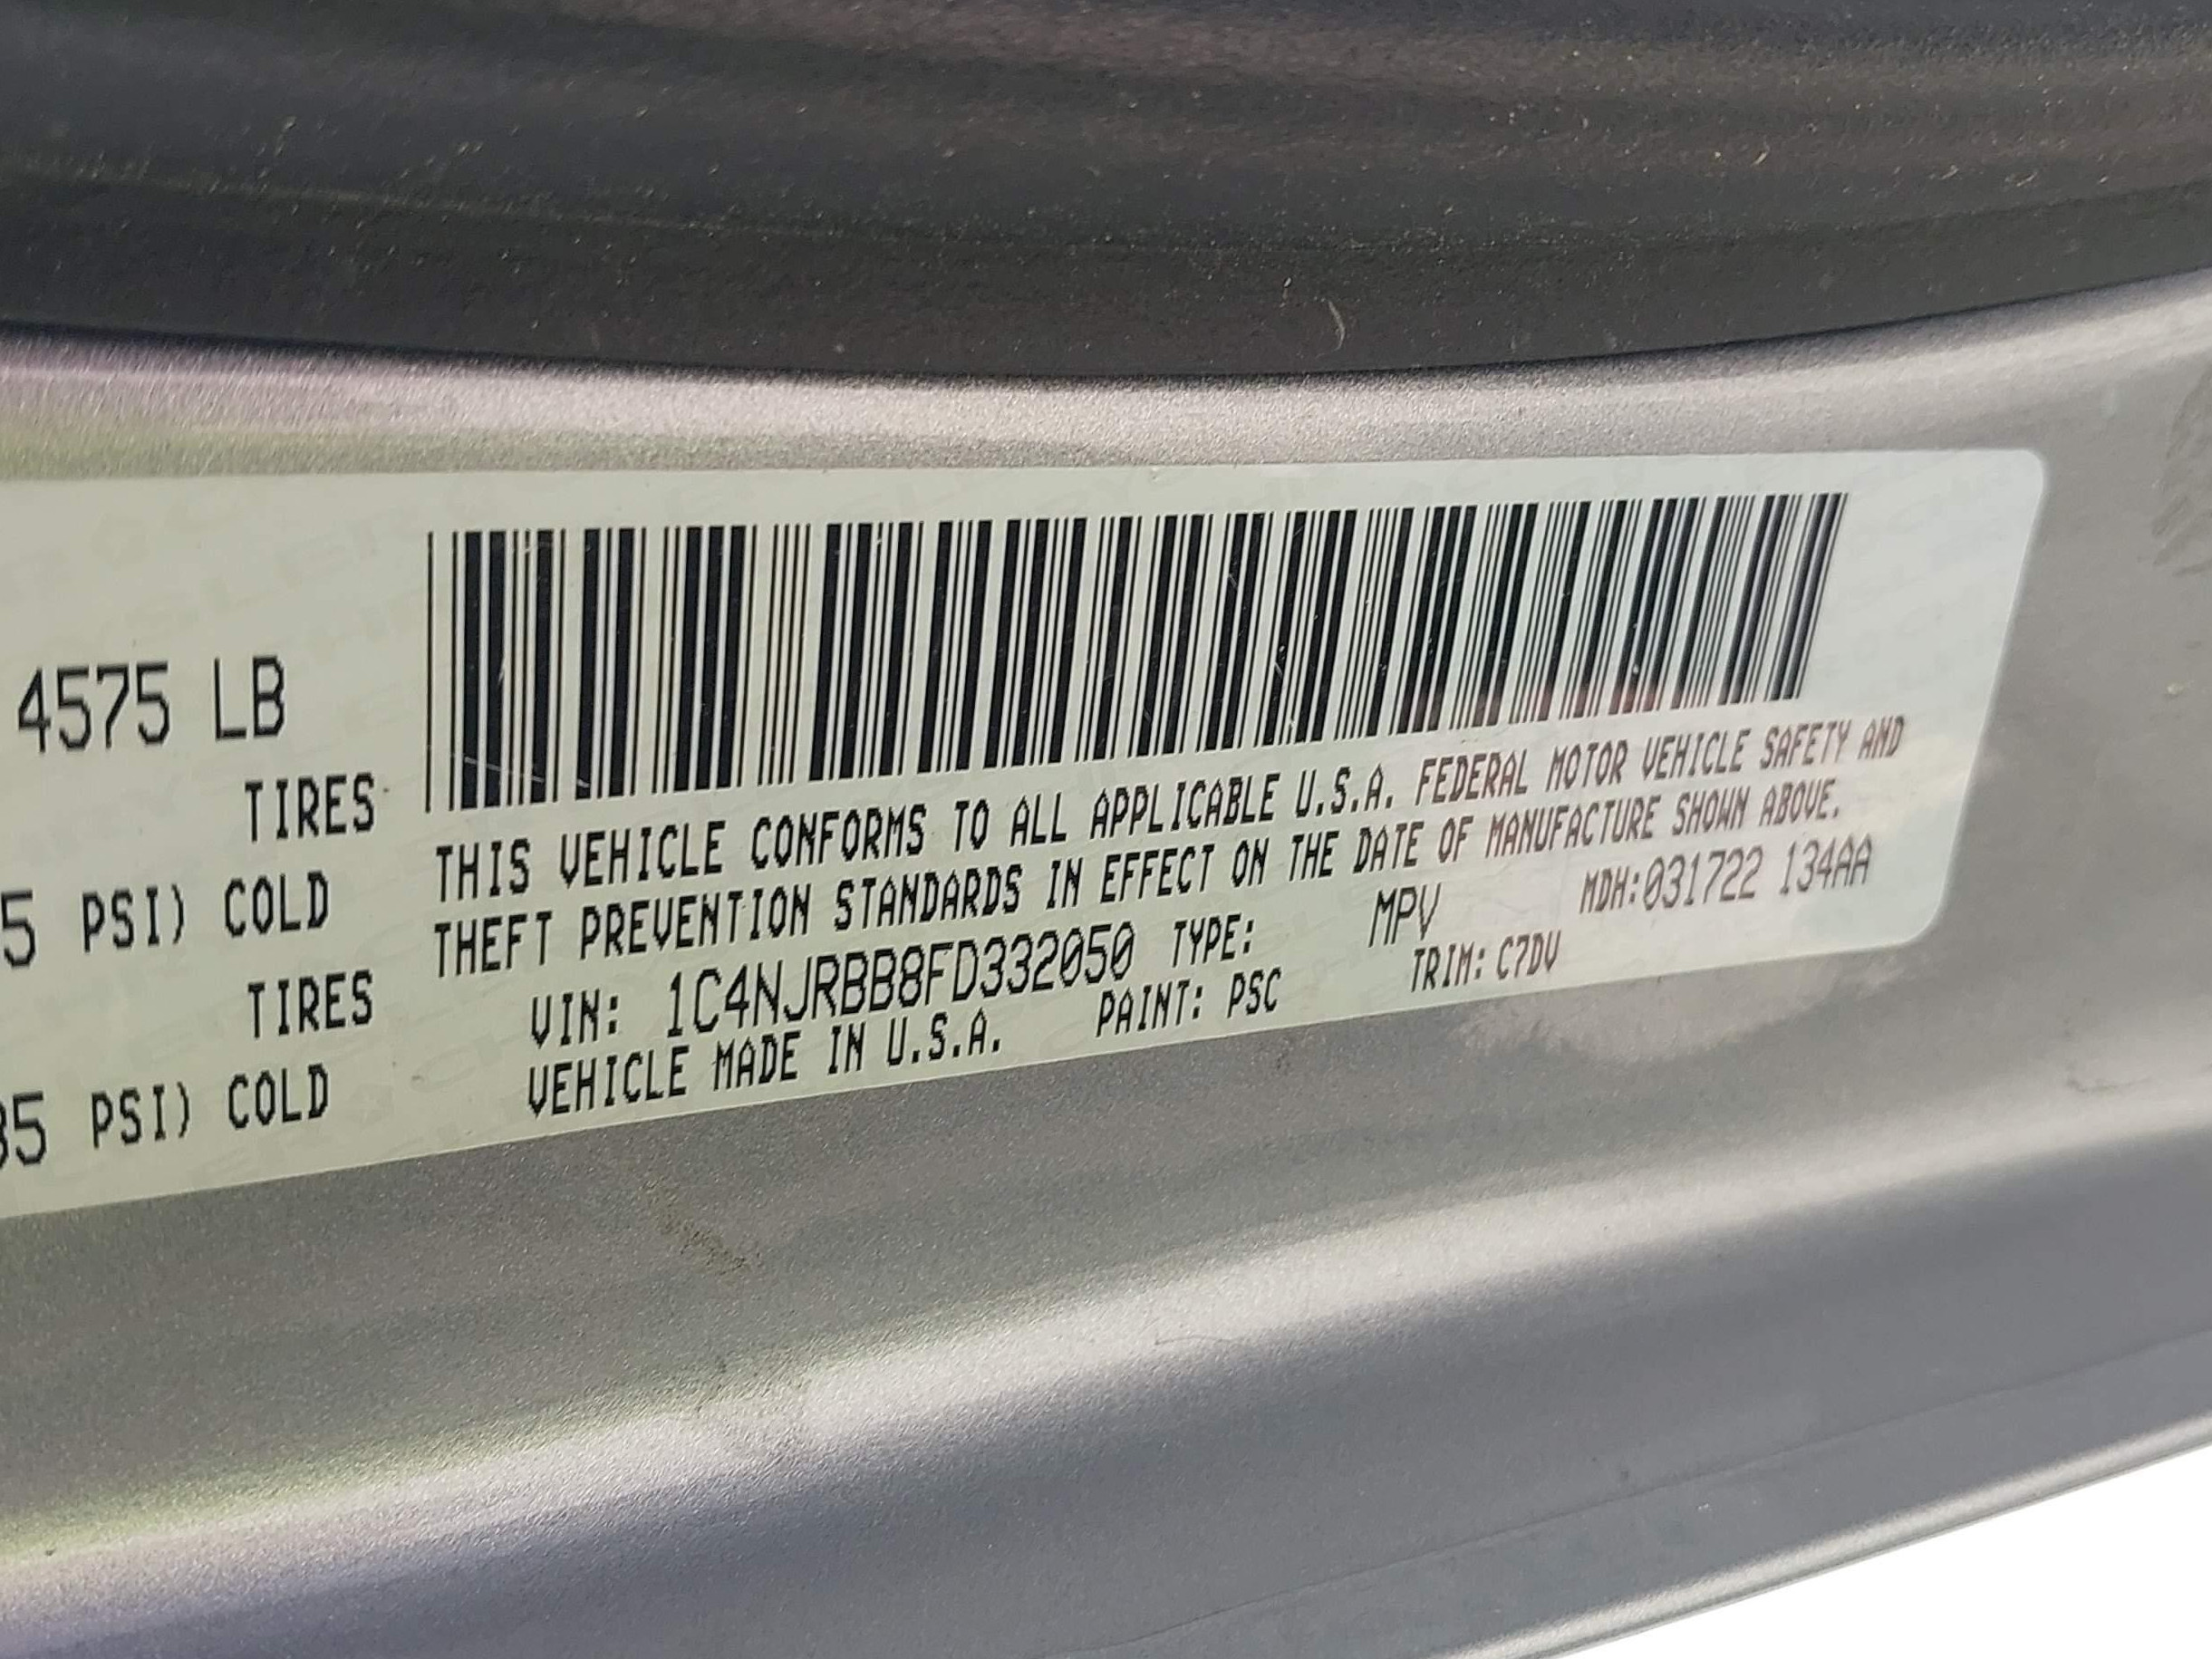 4575 LB
TIRES
5 PSI) COLD
TIRES
35 PSI) COLD
THIS VEHICLE CONFORMS TO ALL APPLICABLE U.S.A. FEDERAL MOTOR VEHICLE SAFETY AND
THEFT PREVENTION STANDARDS IN EFFECT ON THE DATE OF MANUFACTURE SHOWN ABOVE.
VIN: 1C4NJRBB8FD332050 TYPE: MPV MDH:031722 134AA
VEHICLE MADE IN U.S.A. PAINT: PSC TRIM: C7DV